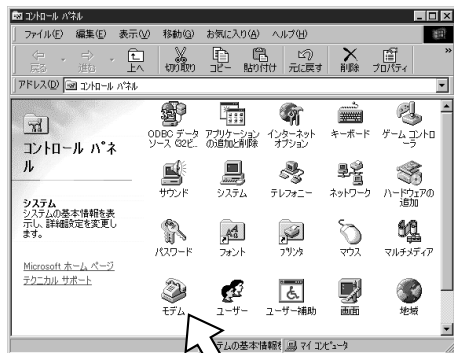 コントロール パネル
ファイル(F) 編集(E) 表示(V) 移動(G) お気に入り(A) ヘルプ(H)
戻る 進む 上へ 切り取り コピー 貼り付け 元に戻す 削除 プロパティ »
アドレス(D) コントロール パネル
コントロール パネル
システム
システムの基本情報を表示し、詳細設定を変更します。
Microsoft ホーム ページ
テクニカル サポート
ODBC データ ソース (32ビ... アプリケーションの追加と削除 インターネット オプション キーボード ゲーム コントローラ
サウンド システム テレフォニー ネットワーク ハードウェアの追加
パスワード フォント プリンタ マウス マルチメディア
モデム ユーザー ユーザー補助 画面 地域
テムの基本情報を マイ コンピュータ